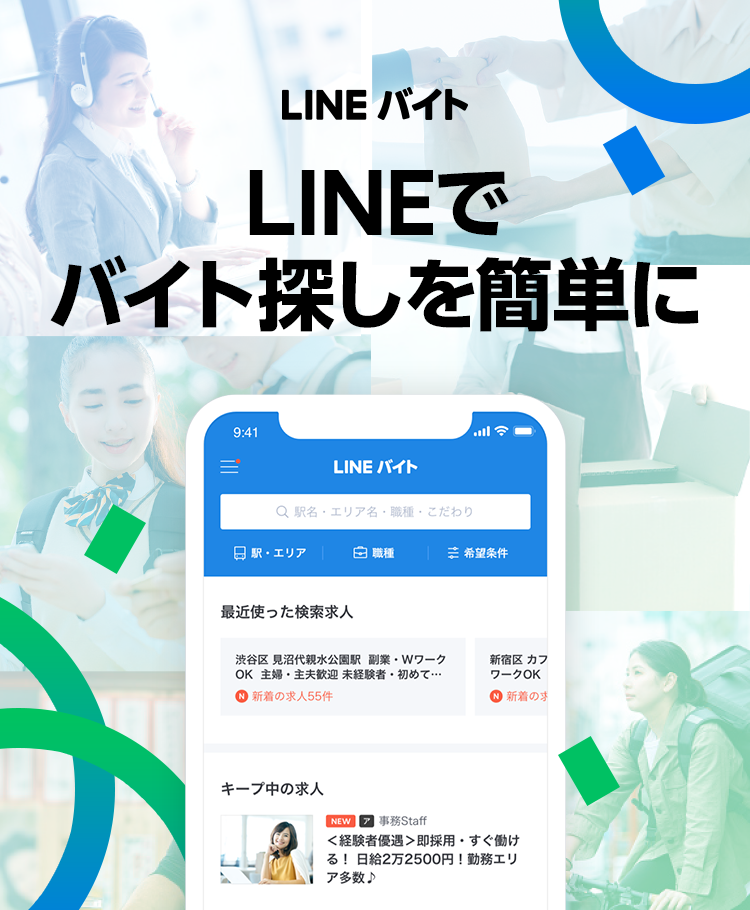 LINE バイト
LINEで
バイト探しを簡単に
9:41
LINE バイト
駅名・エリア名・職種・こだわり
駅・エリア
職種
希望条件
最近使った検索求人
渋谷区 見沼代親水公園駅 副業・Wワーク
OK 主婦・主夫歓迎 未経験者・初めて…
N 新着の求人55件
新宿区 カフ
ワークOK
N 新着の求
キープ中の求人
NEW ア 事務Staff
＜経験者優遇＞即採用・すぐ働け
る！ 日給2万2500円！勤務エリ
ア多数♪